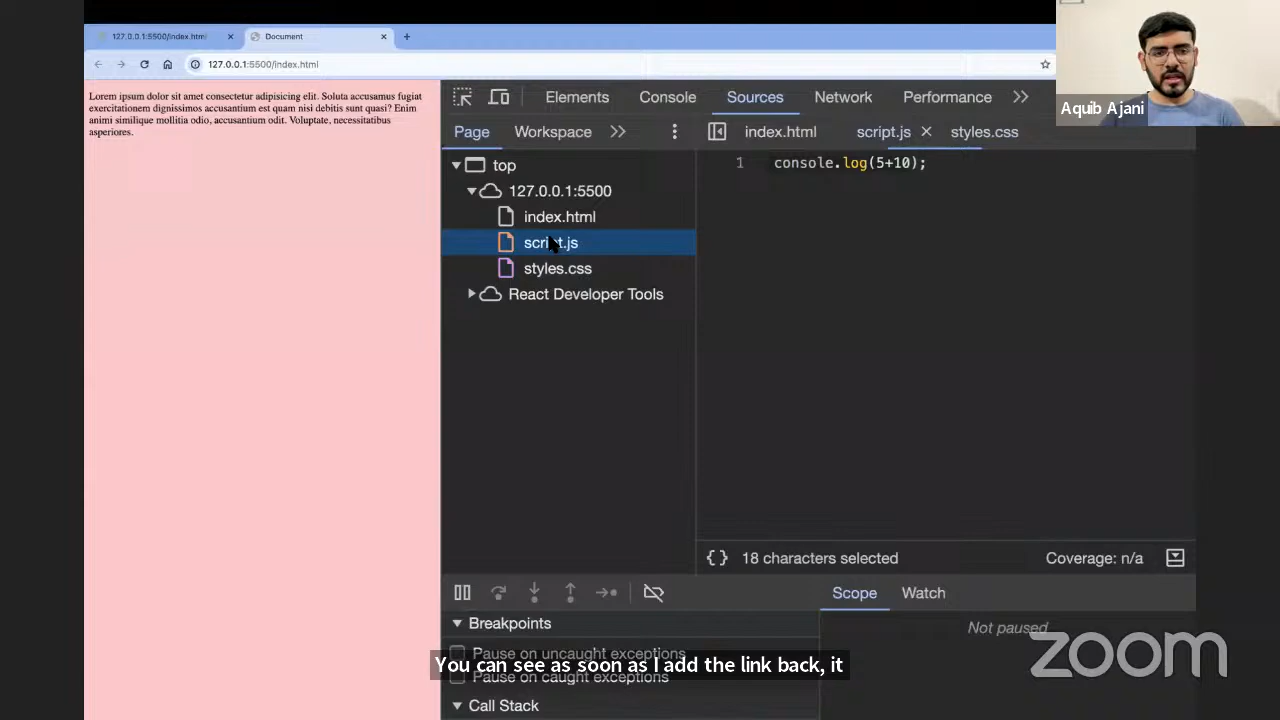 127.0.0.1:5500/index.htm
Document
127.0.0.1:5500/index.html
Aquib Ajani
Lorem ipsum dolor sit amet consectetur adipisicing elit. Soluta accusamus fugiat
exercitationem dignissimos accusantium est quam nisi debitis sunt quasi? Enim
animi similique mollitia odio, accusantium odit. Voluptate, necessitatibus
asperiores.
Elements Console Sources Network Performance
Page Workspace
index.html script.js styles.css
top
127.0.0.1:5500
index.html
script.js
styles.css
React Developer Tools
1 console.log(5+10);
{} 18 characters selected Coverage: n/a
Scope Watch
Breakpoints
Not paused
Pause on uncaught exceptions
You can see as soon as I add the link back, it
Pause on caught exceptions
Call Stack
zoom